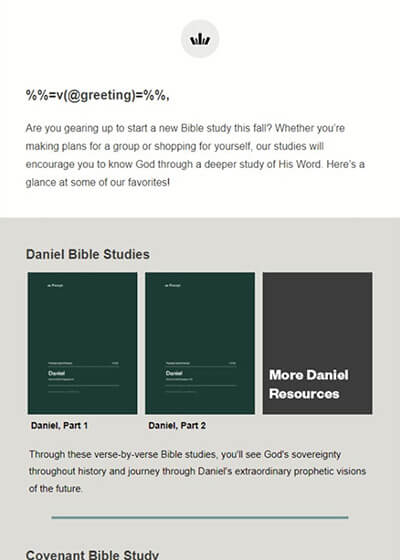 %%=v(@greeting)=%%,
Are you gearing up to start a new Bible study this fall? Whether you're
making plans for a group or shopping for yourself, our studies will
encourage you to know God through a deeper study of His Word. Here's a
glance at some of our favorites!
Daniel Bible Studies
Daniel
Daniel
More Daniel
Resources
Daniel, Part 1
Daniel, Part 2
Through these verse-by-verse Bible studies, you'll see God's sovereignty
throughout history and journey through Daniel's extraordinary prophetic visions
of the future.
Covenant Bible Study